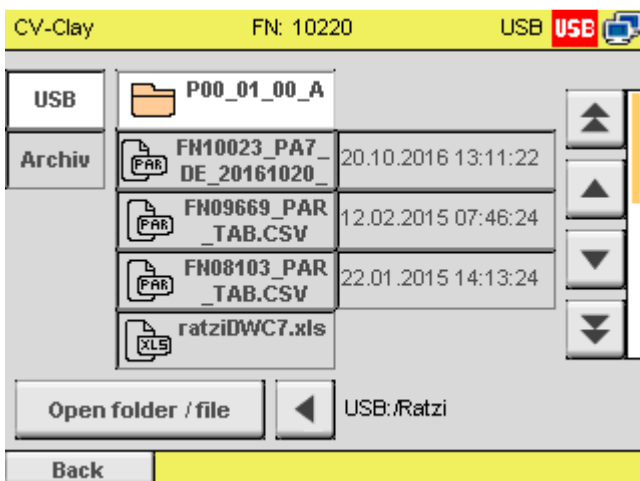 CV-Clay FN: 10220 USB USB
USB
P00_01_00_A
Archiv
PAR
FN10023_PA7_
DE_20161020_
20.10.2016 13:11:22
PAR
FN09669_PAR
_TAB.CSV
12.02.2015 07:46:24
PAR
FN08103_PAR
_TAB.CSV
22.01.2015 14:13:24
XLS
ratziDWC7.xls
Open folder / file
USB:/Ratzi
Back